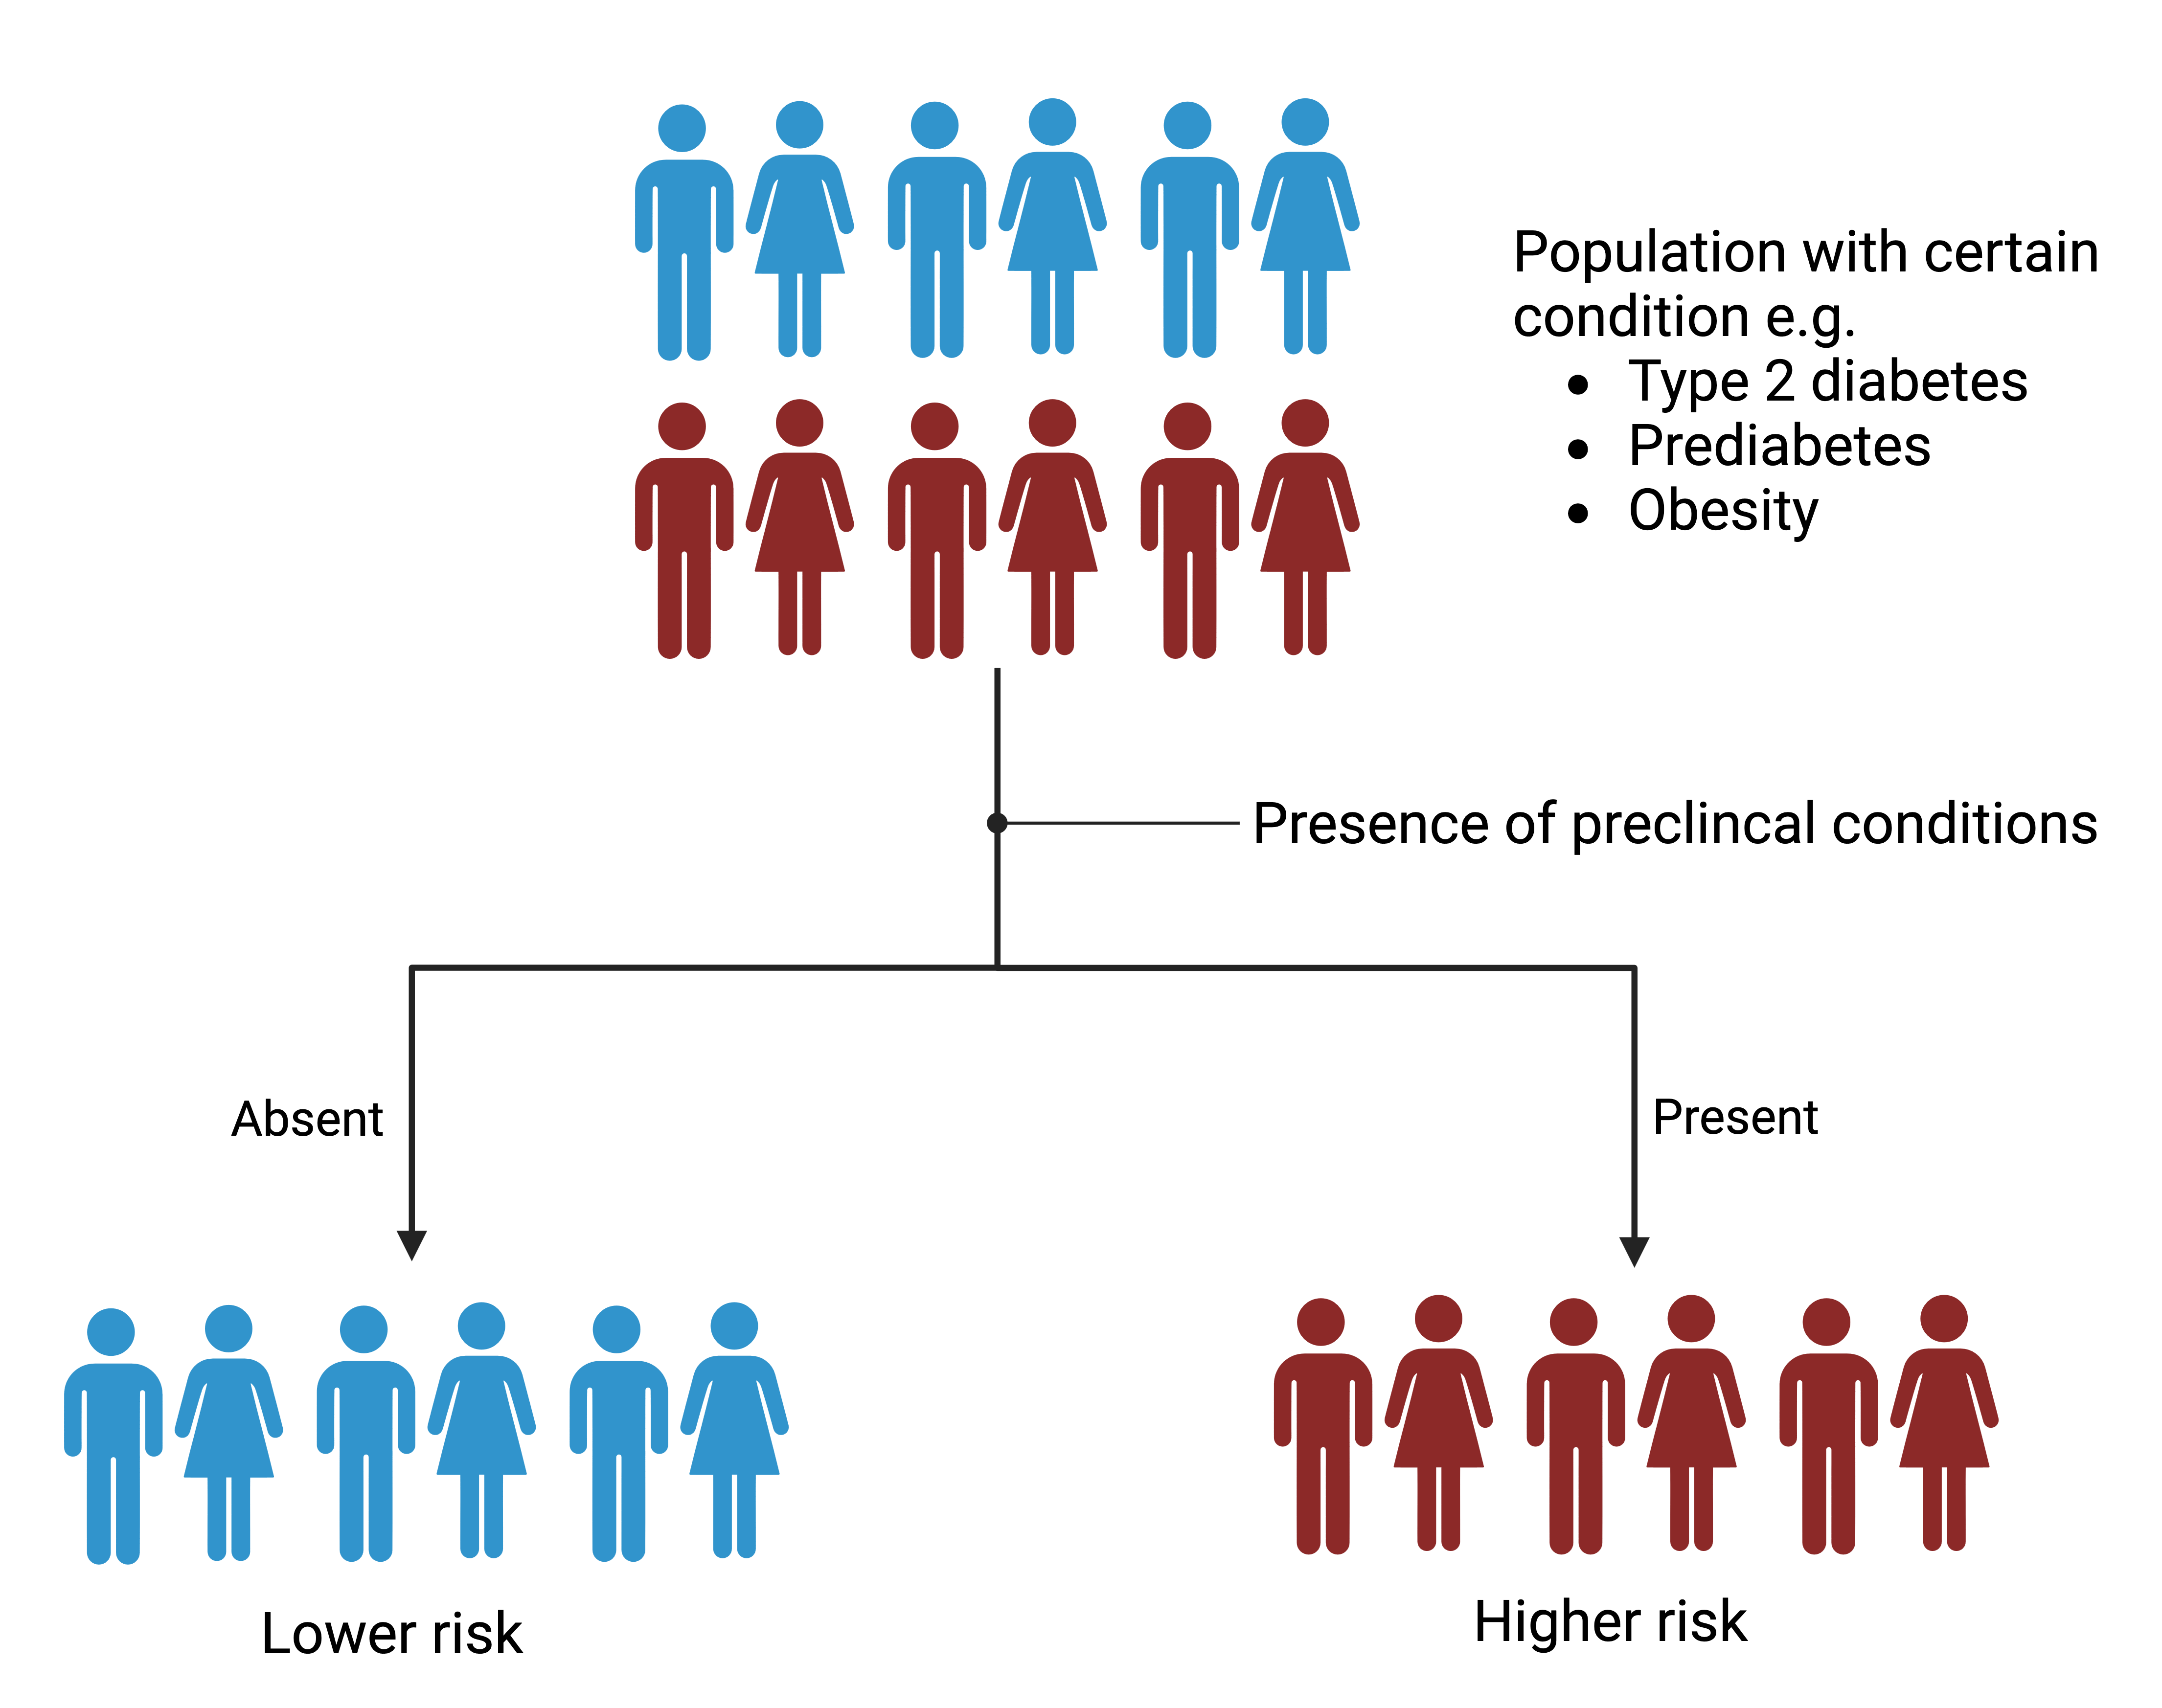 Population with certain
condition e.g.
• Type 2 diabetes
• Prediabetes
• Obesity
Presence of preclincal conditions
Absent
Present
Lower risk
Higher risk